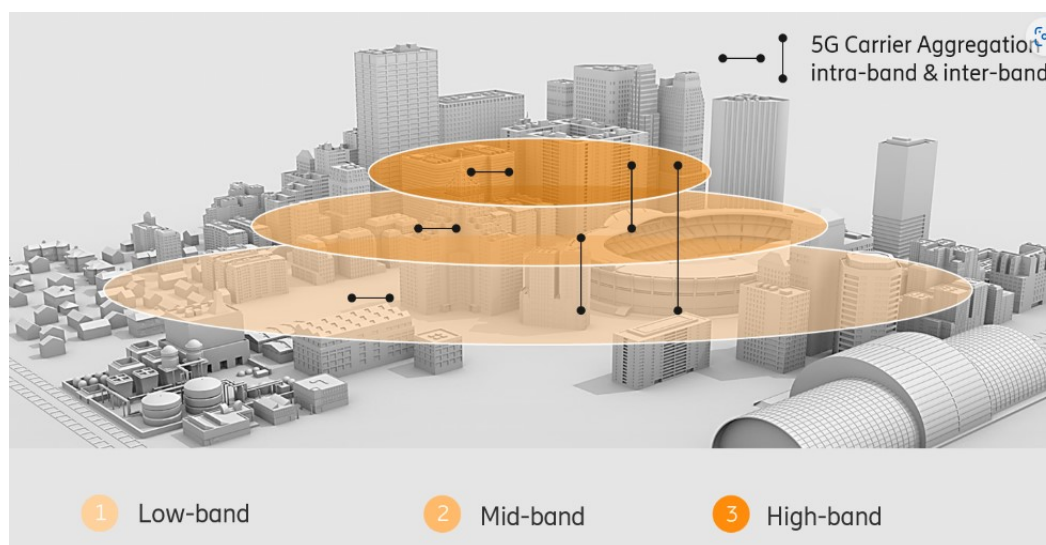 5G Carrier Aggregation
intra-band & inter-band
1 Low-band
2 Mid-band
3 High-band